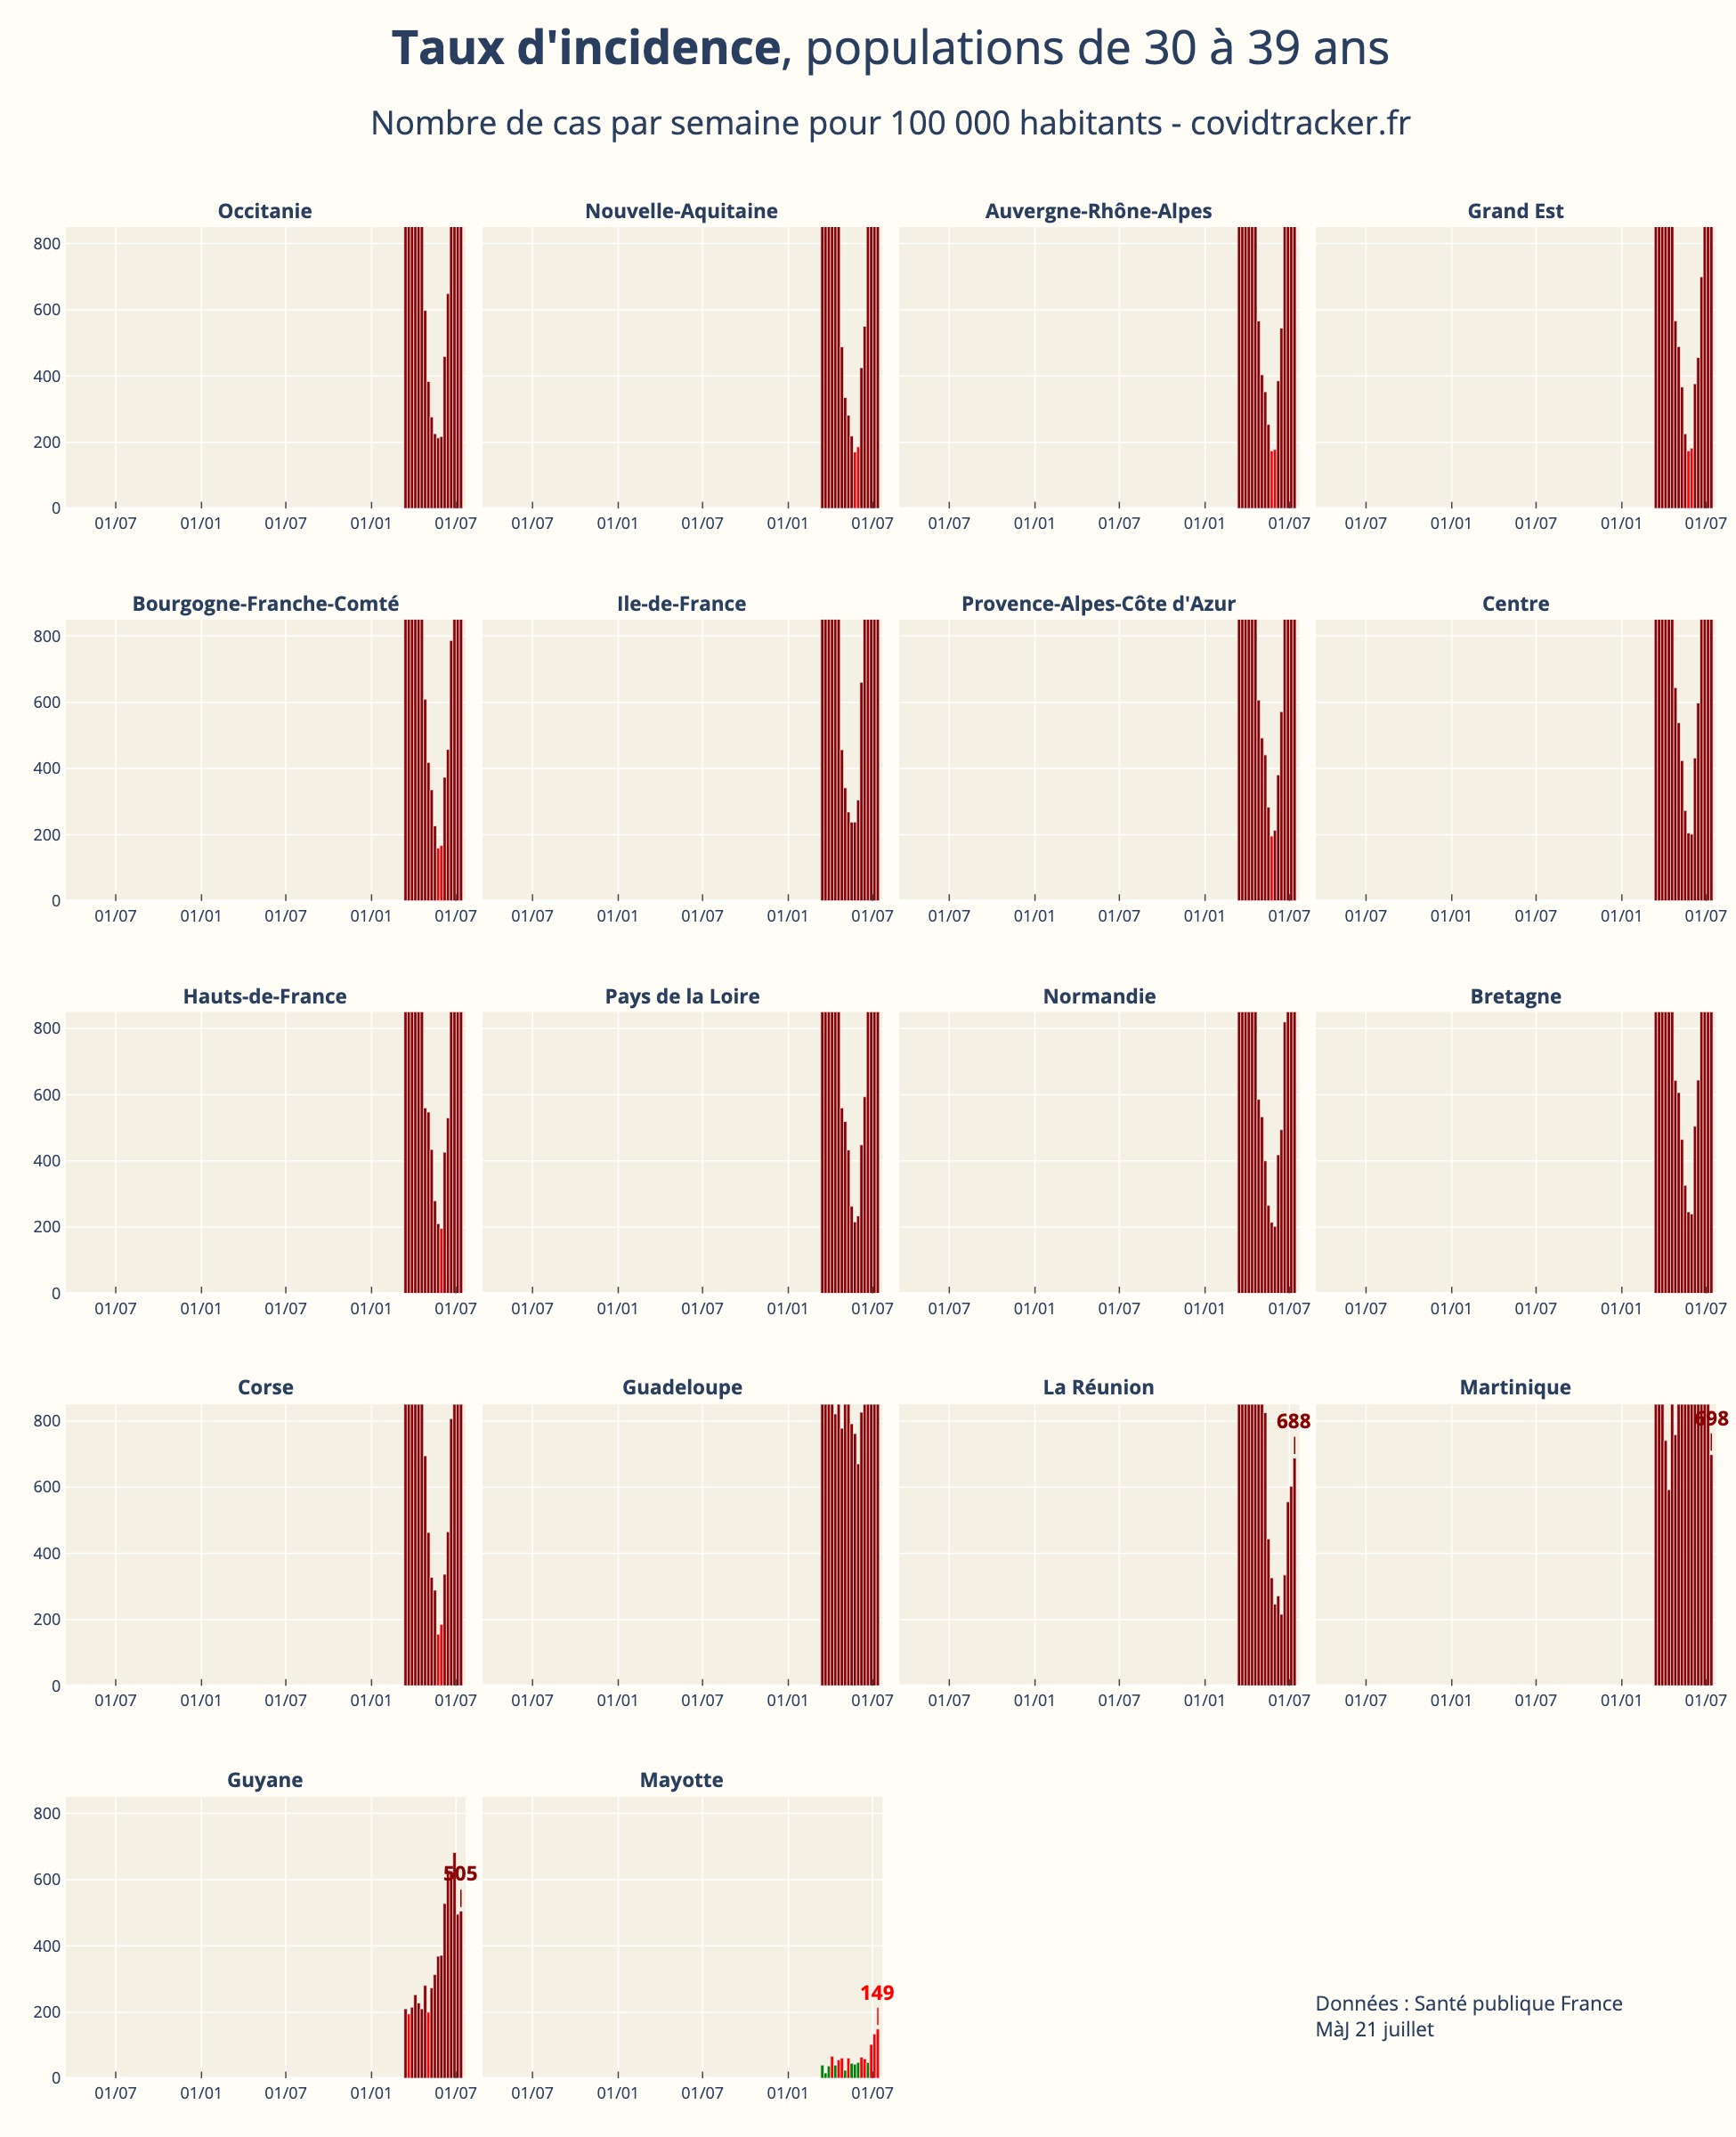 Taux d'incidence, populations de 30 à 39 ans
Nombre de cas par semaine pour 100 000 habitants - covidtracker.fr
Occitanie
Nouvelle-Aquitaine
Auvergne-Rhône-Alpes
Grand Est
800
600
400
200
0
01/07 01/01 01/07 01/01 01/07
01/07 01/01 01/07 01/01 01/07
01/07 01/01 01/07 01/01 01/07
01/07 01/01 01/07 01/01 01/07
Bourgogne-Franche-Comté
Ile-de-France
Provence-Alpes-Côte d'Azur
Centre
800
600
400
200
0
01/07 01/01 01/07 01/01 01/07
01/07 01/01 01/07 01/01 01/07
01/07 01/01 01/07 01/01 01/07
01/07 01/01 01/07 01/01 01/07
Hauts-de-France
Pays de la Loire
Normandie
Bretagne
800
600
400
200
0
01/07 01/01 01/07 01/01 01/07
01/07 01/01 01/07 01/01 01/07
01/07 01/01 01/07 01/01 01/07
01/07 01/01 01/07 01/01 01/07
Corse
Guadeloupe
La Réunion
Martinique
800
600
400
200
0
688
698
01/07 01/01 01/07 01/01 01/07
01/07 01/01 01/07 01/01 01/07
01/07 01/01 01/07 01/01 01/07
01/07 01/01 01/07 01/01 01/07
Guyane
Mayotte
800
600
400
200
0
505
149
01/07 01/01 01/07 01/01 01/07
01/07 01/01 01/07 01/01 01/07
Données : Santé publique France
MàJ 21 juillet